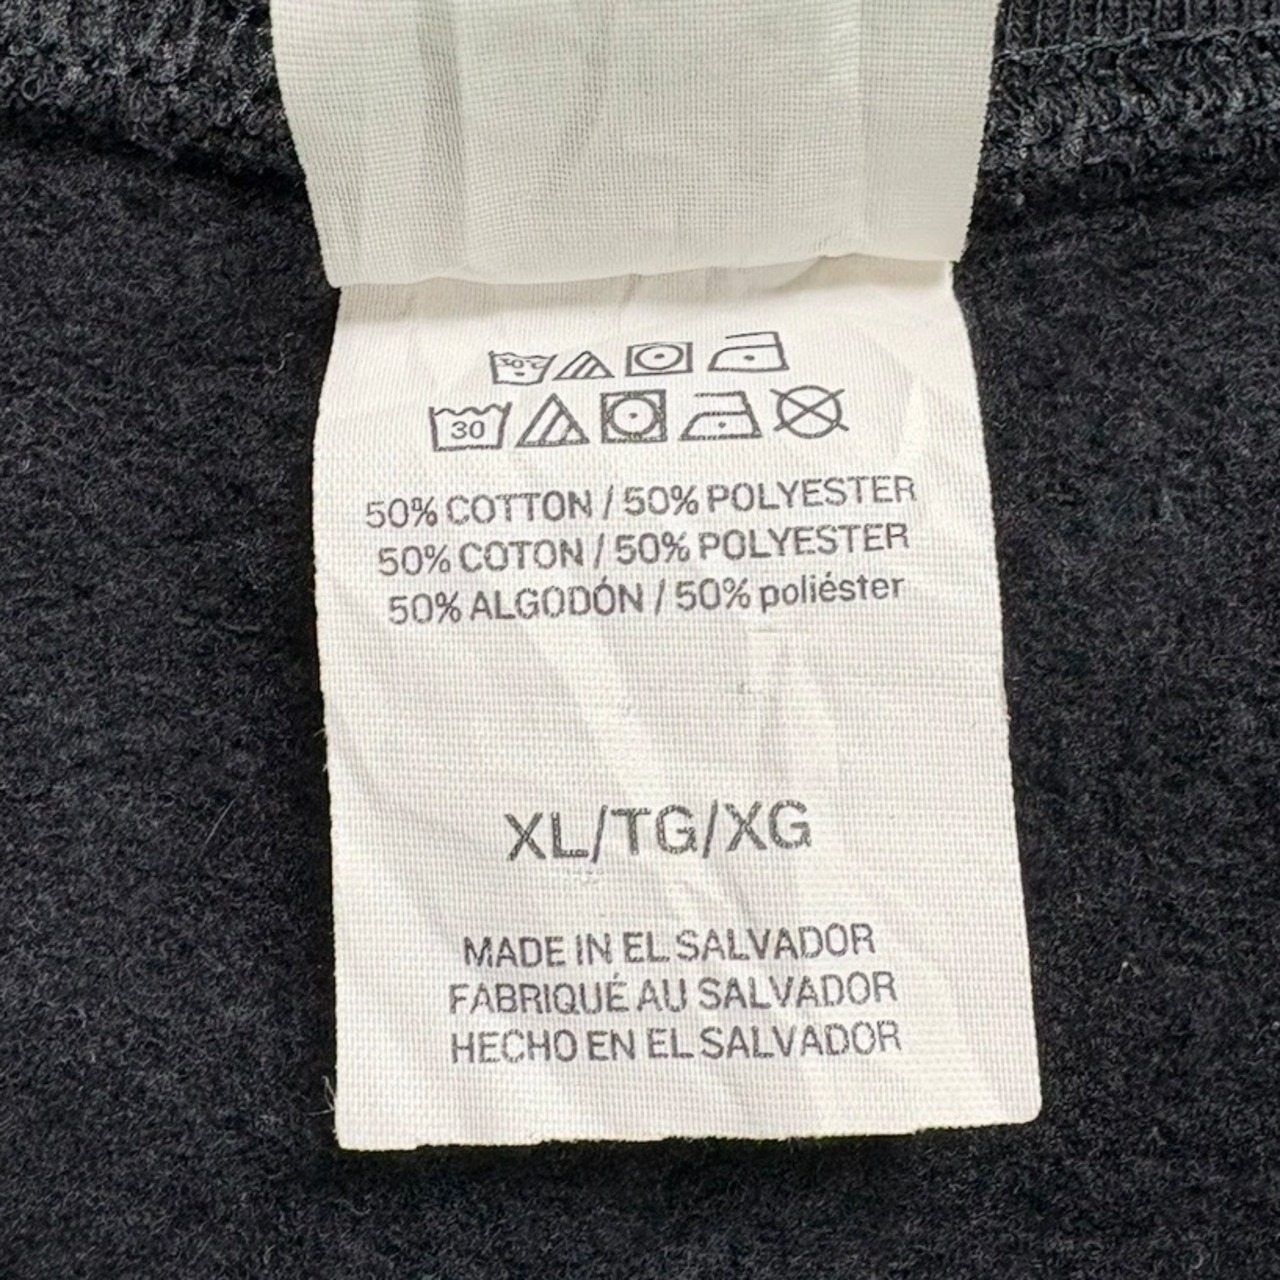 30°C
30
50% COTTON / 50% POLYESTER
50% COTON / 50% POLYESTER
50% ALGODÓN / 50% poliéster
XL/TG/XG
MADE IN EL SALVADOR
FABRIQUÉ AU SALVADOR
HECHO EN EL SALVADOR